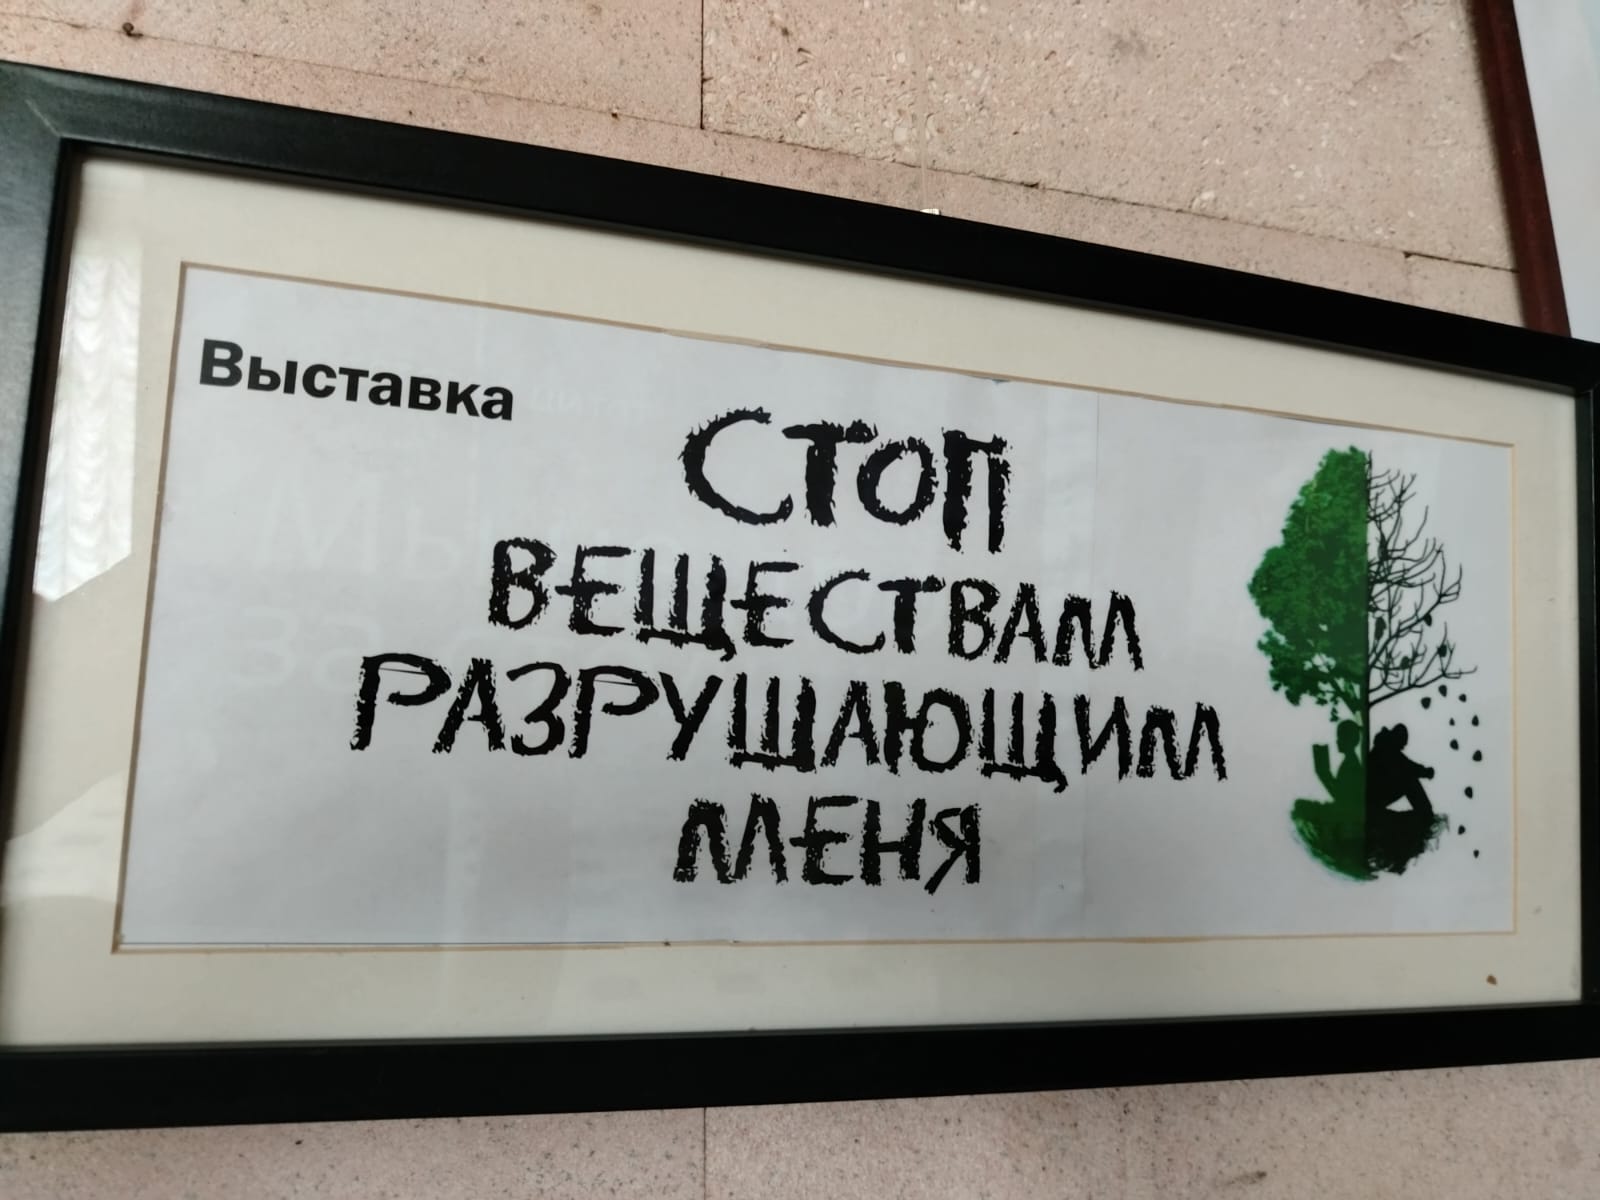 Выставка
СТОП
ВЕЩЕСТВАМ
РАЗРУШАЮЩИМ
МЕНЯ